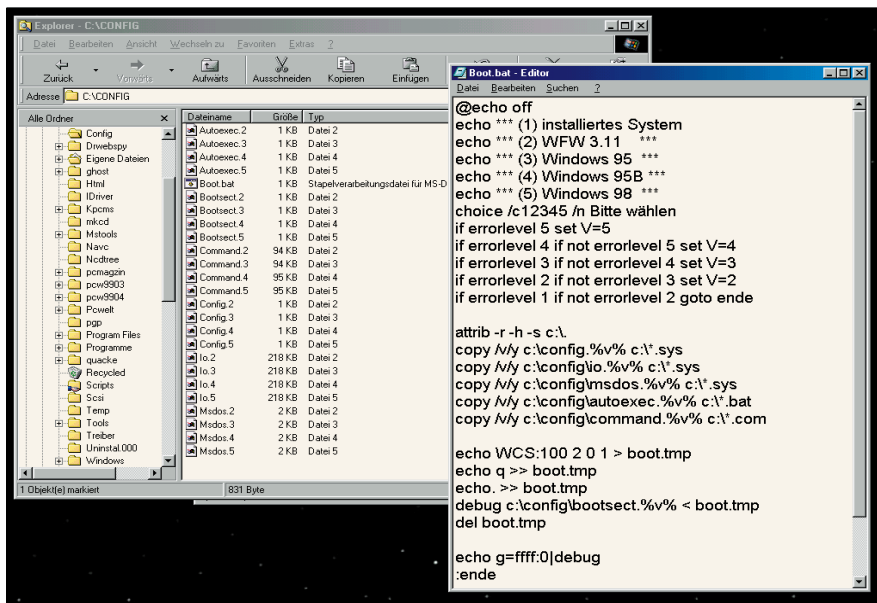 Explorer - C:\CONFIG
Datei Bearbeiten Ansicht Wechseln zu Favoriten Extras ?
Zurück Vorwärts Aufwärts Ausschneiden Kopieren Einfügen
Adresse C:\CONFIG
Alle Ordner
Config
Drwebspy
Eigene Dateien
ghost
Html
IDriver
Kpcms
mkcd
Mstools
Navc
Ncdtree
pcmagzin
pcw9903
pcw9904
Pcwelt
pgp
Program Files
Programme
quacke
Recycled
Scripts
Scsi
Temp
Tools
Treiber
Uninstal.000
Windows
Dateiname Größe Typ
Autoexec.2 1 KB Datei 2
Autoexec.3 1 KB Datei 3
Autoexec.4 1 KB Datei 4
Autoexec.5 1 KB Datei 5
Boot.bat 1 KB Stapelverarbeitungsdatei für MS-D
Bootsect.2 1 KB Datei 2
Bootsect.3 1 KB Datei 3
Bootsect.4 1 KB Datei 4
Bootsect.5 1 KB Datei 5
Command.2 94 KB Datei 2
Command.3 94 KB Datei 3
Command.4 95 KB Datei 4
Command.5 95 KB Datei 5
Config.2 1 KB Datei 2
Config.3 1 KB Datei 3
Config.4 1 KB Datei 4
Config.5 1 KB Datei 5
Io.2 218 KB Datei 2
Io.3 218 KB Datei 3
Io.4 218 KB Datei 4
Io.5 218 KB Datei 5
Msdos.2 2 KB Datei 2
Msdos.3 2 KB Datei 3
Msdos.4 2 KB Datei 4
Msdos.5 2 KB Datei 5
1 Objekt(e) markiert 831 Byte
Boot.bat - Editor
Datei Bearbeiten Suchen ?
@echo off
echo *** (1) installiertes System
echo *** (2) WFW 3.11 ***
echo *** (3) Windows 95 ***
echo *** (4) Windows 95B ***
echo *** (5) Windows 98 ***
choice /c12345 /n Bitte wählen
if errorlevel 5 set V=5
if errorlevel 4 if not errorlevel 5 set V=4
if errorlevel 3 if not errorlevel 4 set V=3
if errorlevel 2 if not errorlevel 3 set V=2
if errorlevel 1 if not errorlevel 2 goto ende
attrib -r -h -s c:\.
copy /v/y c:\config.%v% c:\*.sys
copy /v/y c:\config\io.%v% c:\*.sys
copy /v/y c:\config\msdos.%v% c:\*.sys
copy /v/y c:\config\autoexec.%v% c:\*.bat
copy /v/y c:\config\command.%v% c:\*.com
echo WCS:100 2 0 1 > boot.tmp
echo q >> boot.tmp
echo. >> boot.tmp
debug c:\config\bootsect.%v% < boot.tmp
del boot.tmp
echo g=ffff:0|debug
:ende